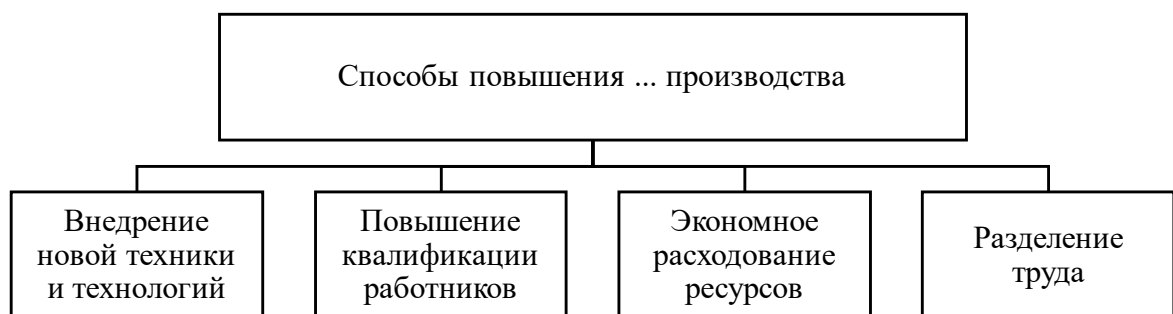 Способы повышения ... производства
Внедрение
новой техники
и технологий
Повышение
квалификации
работников
Экономное
расходование
ресурсов
Разделение
труда